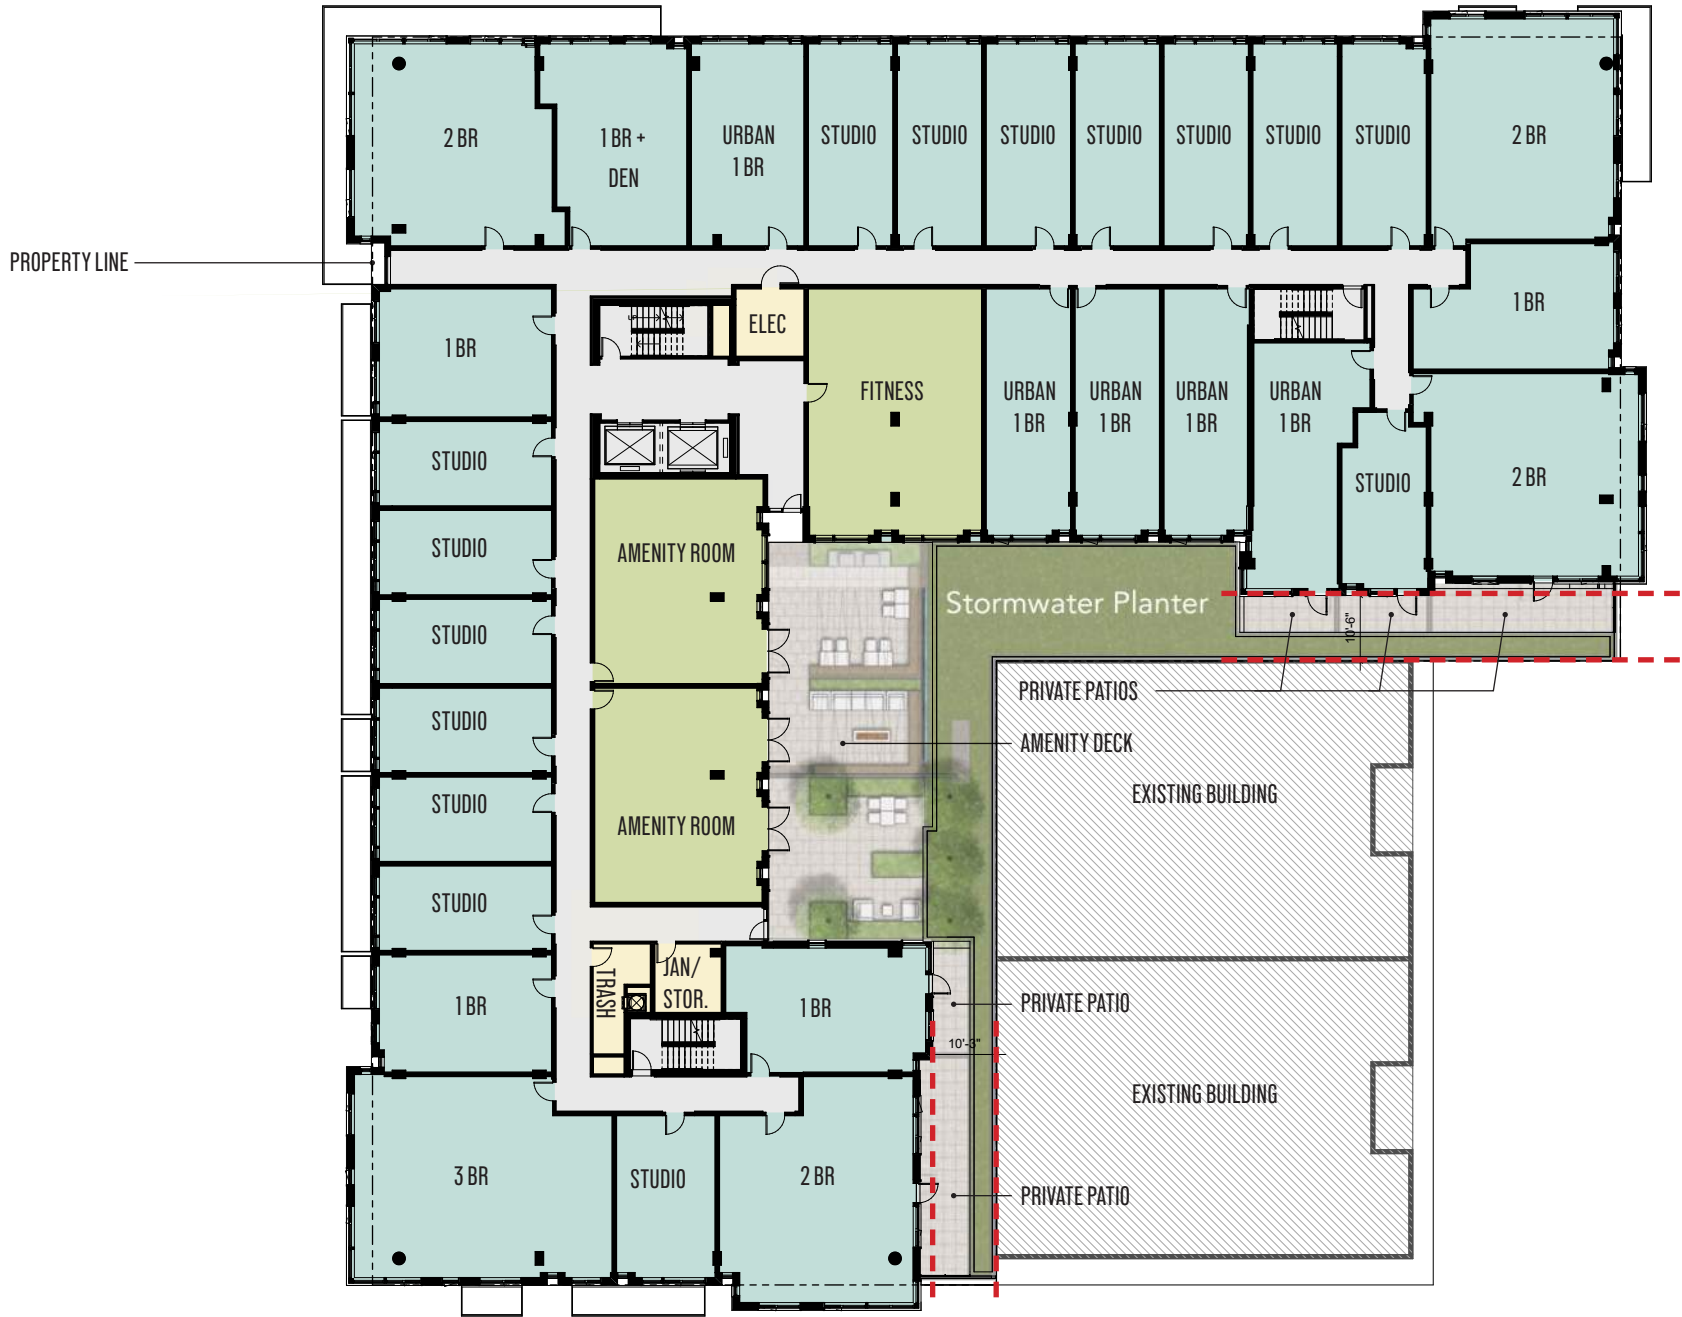 2 BR
1 BR +
DEN
URBAN
1 BR
STUDIO
STUDIO
STUDIO
STUDIO
STUDIO
STUDIO
STUDIO
2 BR
PROPERTY LINE
1 BR
UP
ELEC
FITNESS
URBAN
1 BR
URBAN
1 BR
URBAN
1 BR
URBAN
1 BR
1 BR
STUDIO
STUDIO
2 BR
STUDIO
AMENITY ROOM
Stormwater Planter
10'-6"
STUDIO
PRIVATE PATIOS
STUDIO
AMENITY DECK
EXISTING BUILDING
STUDIO
AMENITY ROOM
STUDIO
1 BR
TRASH
JAN/
STOR.
1 BR
PRIVATE PATIO
10'-3"
EXISTING BUILDING
3 BR
STUDIO
2 BR
PRIVATE PATIO